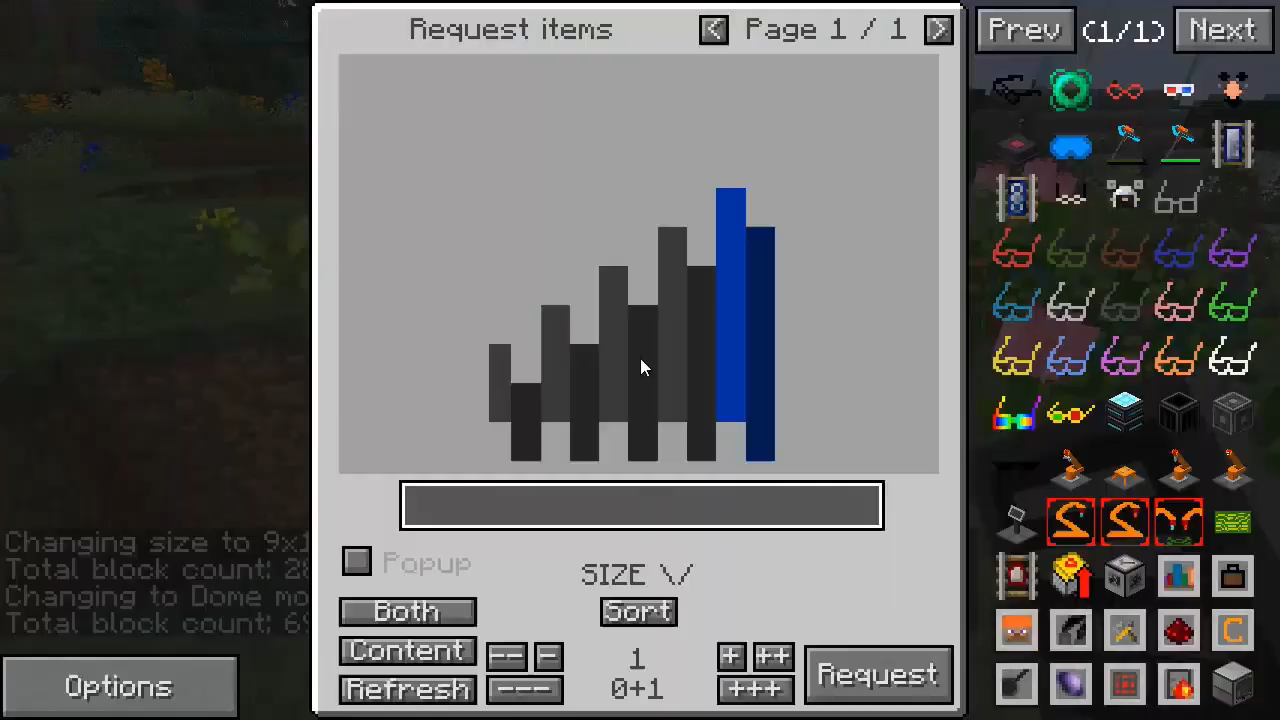 Request items
Page 1 / 1
Prev (1/1) Next
Changing size to 9x1
Total block count: 28
Changing to Dome mo
Total block count: 69
Popup
SIZE \/
Both
Sort
Content
-- -
1
+ ++
Refresh
---
0+1
+++
Request
Options